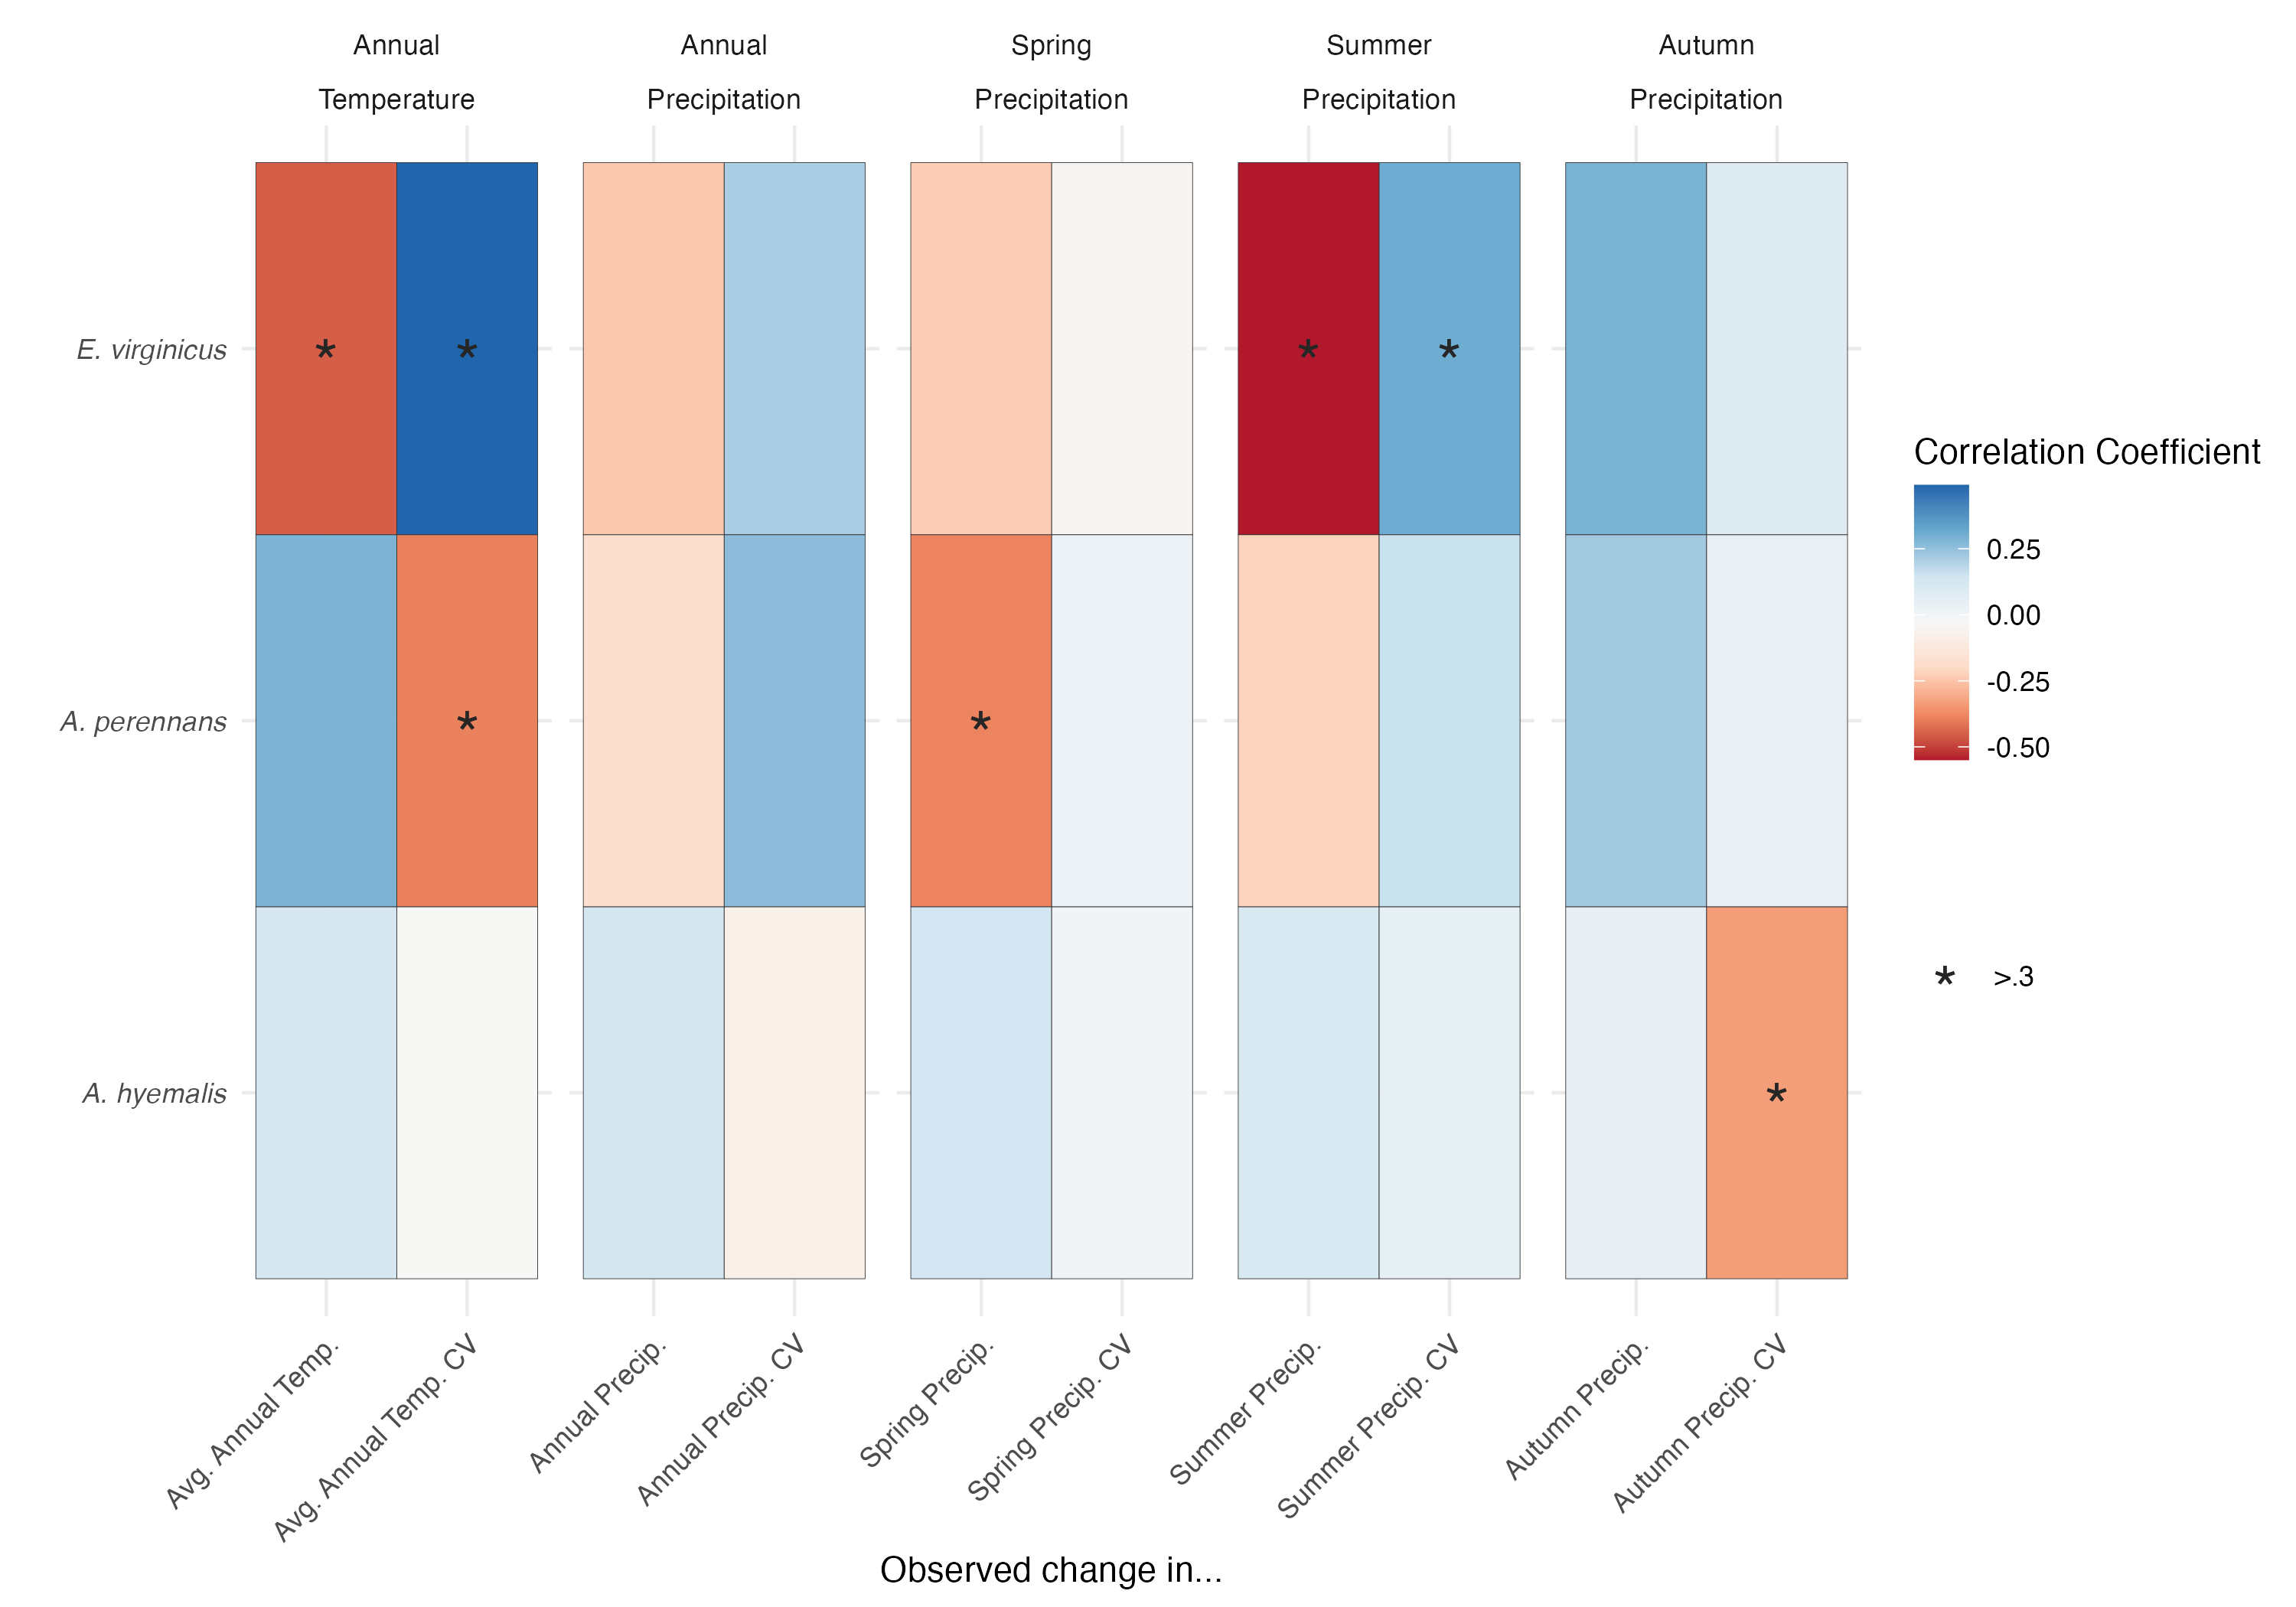 Annual
Temperature
Annual
Precipitation
Spring
Precipitation
Summer
Precipitation
Autumn
Precipitation
E. virginicus
* * * *
A. perennans
* *
A. hyemalis
*
Correlation Coefficient
0.25
0.00
-0.25
-0.50
* >.3
Avg. Annual Temp.
Avg. Annual Temp. CV
Annual Precip.
Annual Precip. CV
Spring Precip.
Spring Precip. CV
Summer Precip.
Summer Precip. CV
Autumn Precip.
Autumn Precip. CV
Observed change in...